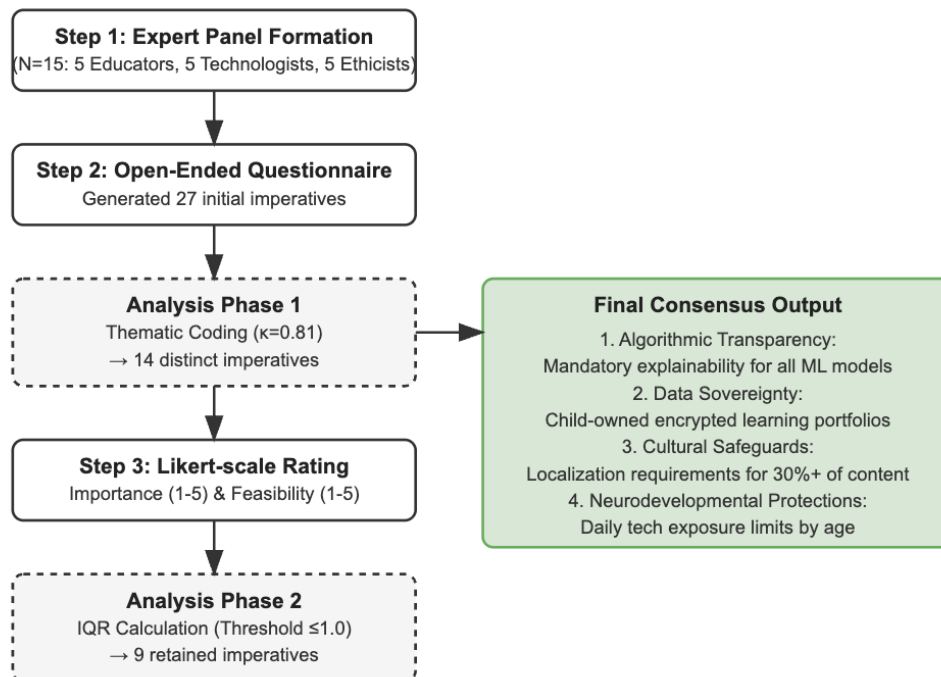 Step 1: Expert Panel Formation
(N=15: 5 Educators, 5 Technologists, 5 Ethicists)
Step 2: Open-Ended Questionnaire
Generated 27 initial imperatives
Analysis Phase 1
Thematic Coding (κ=0.81)
→ 14 distinct imperatives
Step 3: Likert-scale Rating
Importance (1-5) & Feasibility (1-5)
Analysis Phase 2
IQR Calculation (Threshold ≤1.0)
→ 9 retained imperatives
Final Consensus Output
1. Algorithmic Transparency:
Mandatory explainability for all ML models
2. Data Sovereignty:
Child-owned encrypted learning portfolios
3. Cultural Safeguards:
Localization requirements for 30%+ of content
4. Neurodevelopmental Protections:
Daily tech exposure limits by age